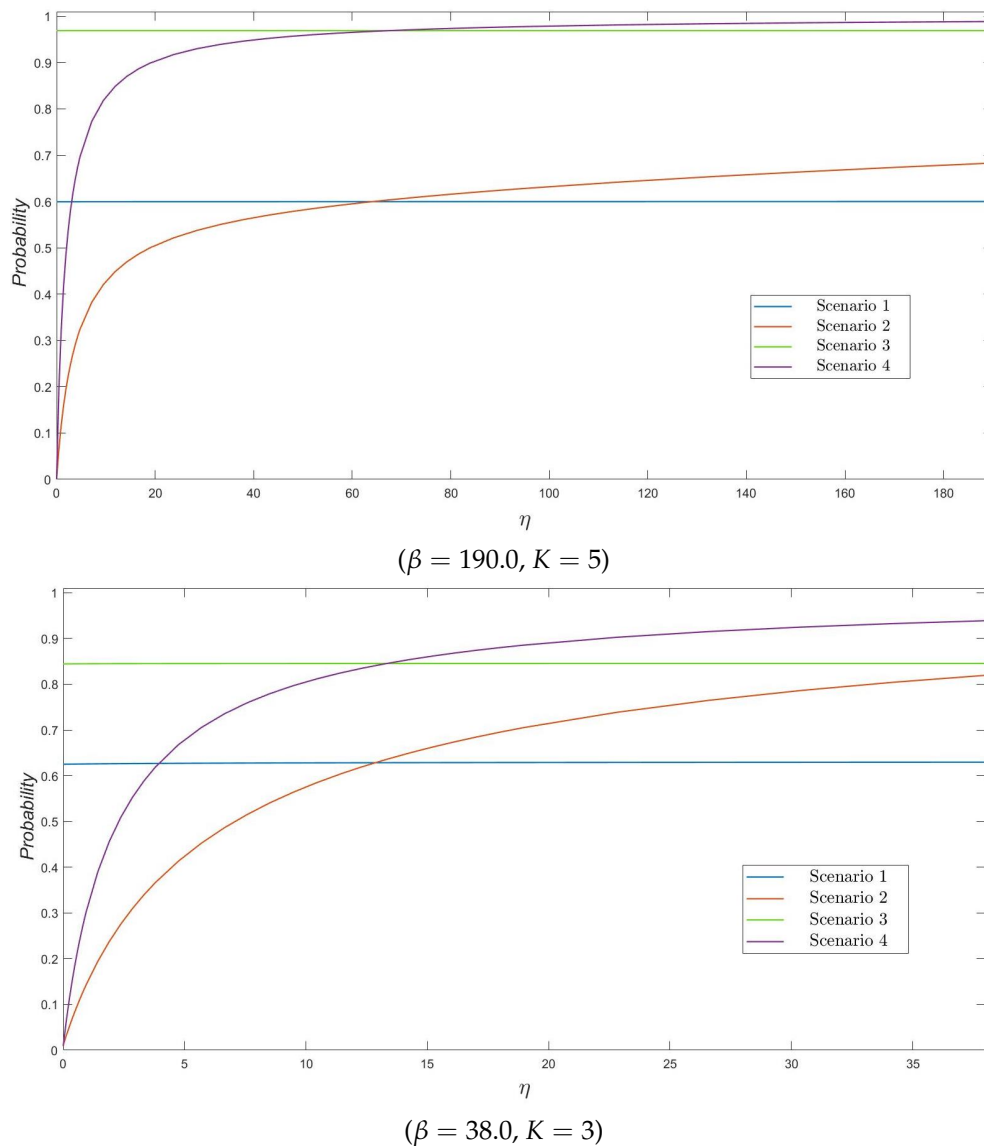 1
0.9
0.8
0.7
0.6
0.5
0.4
0.3
0.2
0.1
0
Probability
0 20 40 60 80 100 120 140 160 180
η
Scenario 1
Scenario 2
Scenario 3
Scenario 4
(β = 190.0, K = 5)
1
0.9
0.8
0.7
0.6
0.5
0.4
0.3
0.2
0.1
0
Probability
0 5 10 15 20 25 30 35
η
Scenario 1
Scenario 2
Scenario 3
Scenario 4
(β = 38.0, K = 3)